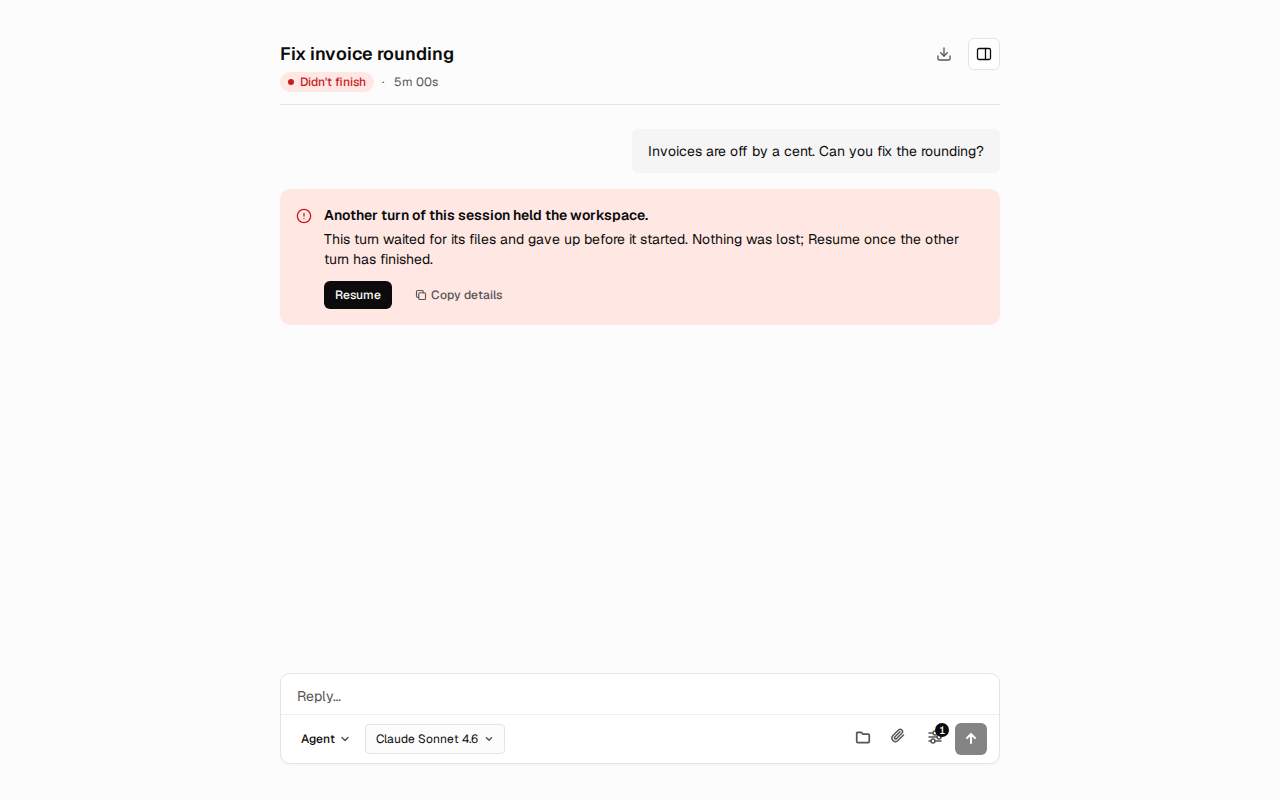 Fix invoice rounding
Didn't finish · 5m 00s
Invoices are off by a cent. Can you fix the rounding?
Another turn of this session held the workspace.
This turn waited for its files and gave up before it started. Nothing was lost; Resume once the other
turn has finished.
Resume Copy details
Reply...
Agent Claude Sonnet 4.6 1